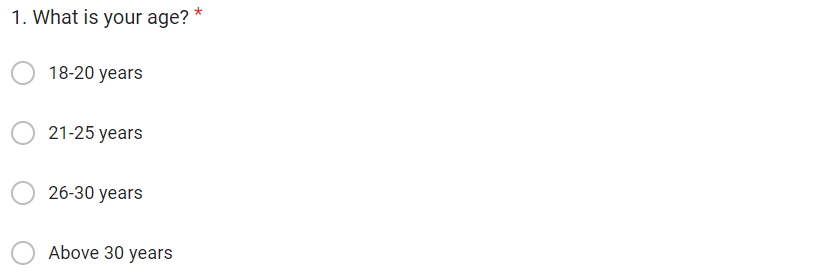 1. What is your age? *
18-20 years
21-25 years
26-30 years
Above 30 years